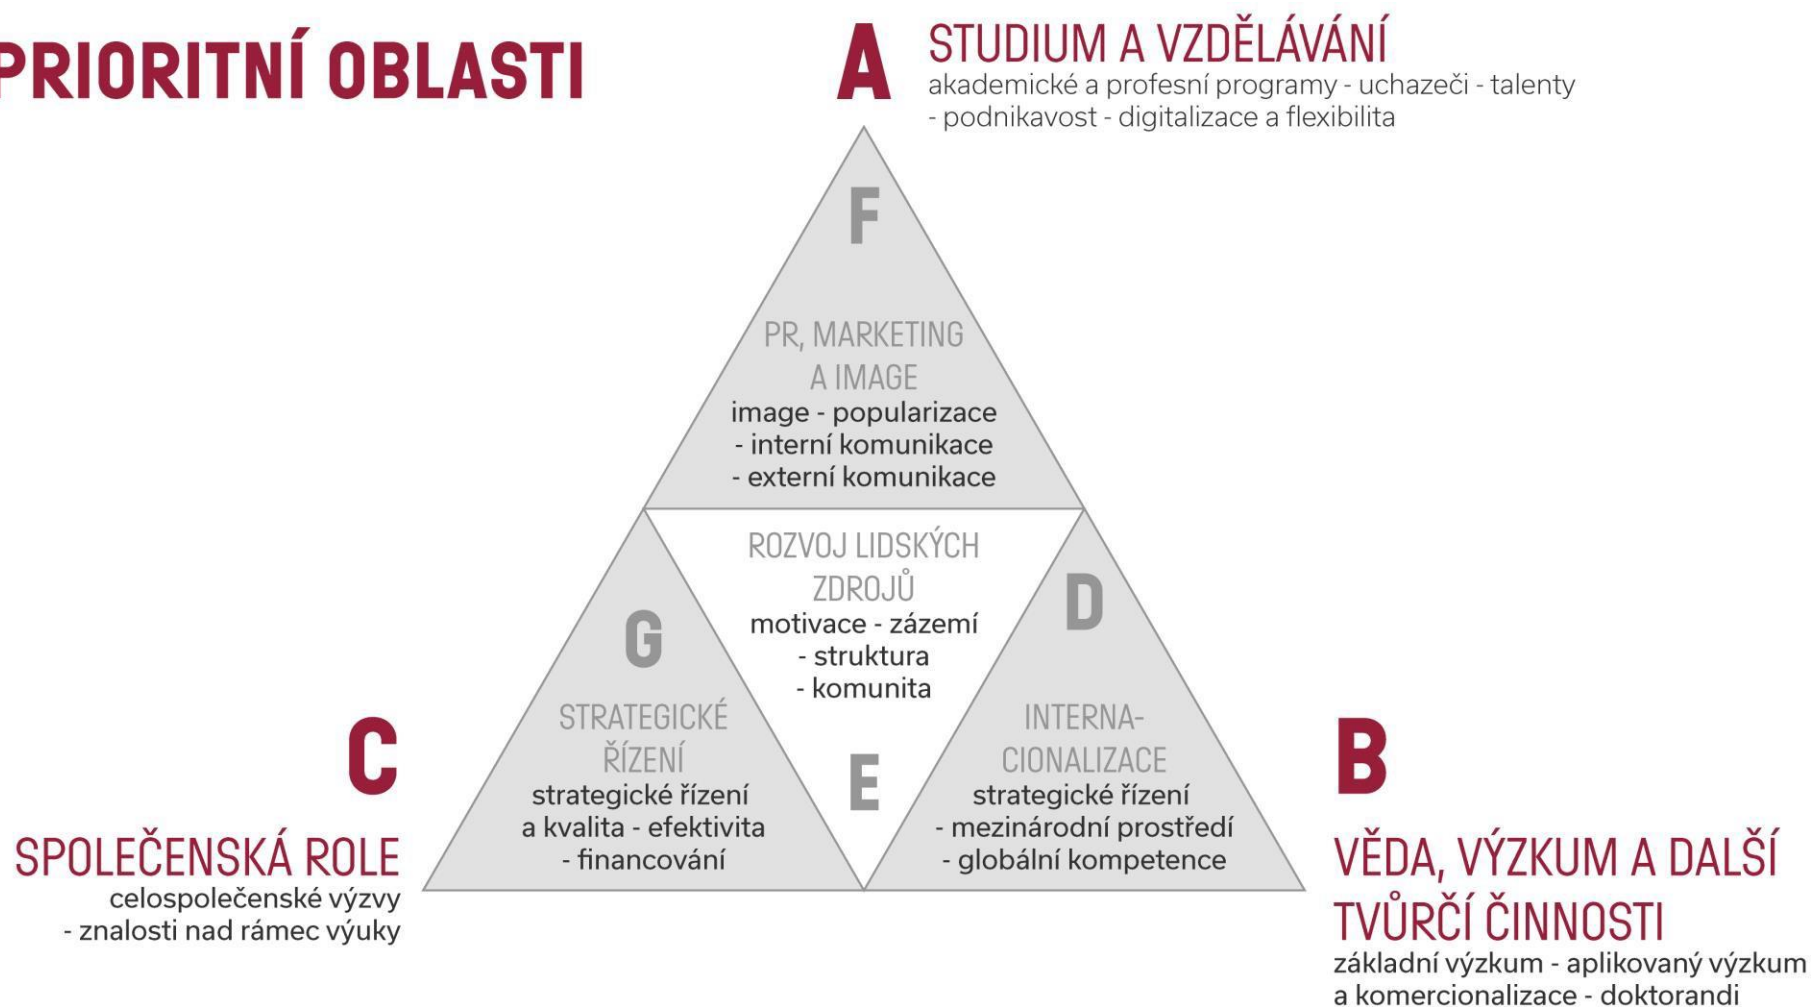 PRIORITNÍ OBLASTI
A
STUDIUM A VZDĚLÁVÁNÍ
akademické a profesní programy - uchazeči - talenty
- podnikavost - digitalizace a flexibilita
F
PR, MARKETING
A IMAGE
image - popularizace
- interní komunikace
- externí komunikace
ROZVOJ LIDSKÝCH
ZDROJŮ
motivace - zázemí
- struktura
- komunita
E
G
STRATEGICKÉ
ŘÍZENÍ
strategické řízení
a kvalita - efektivita
- financování
D
INTERNA-
CIONALIZACE
strategické řízení
- mezinárodní prostředí
- globální kompetence
C
SPOLEČENSKÁ ROLE
celospolečenské výzvy
- znalosti nad rámec výuky
B
VĚDA, VÝZKUM A DALŠÍ
TVŮRČÍ ČINNOSTI
základní výzkum - aplikovaný výzkum
a komercionalizace - doktorandi